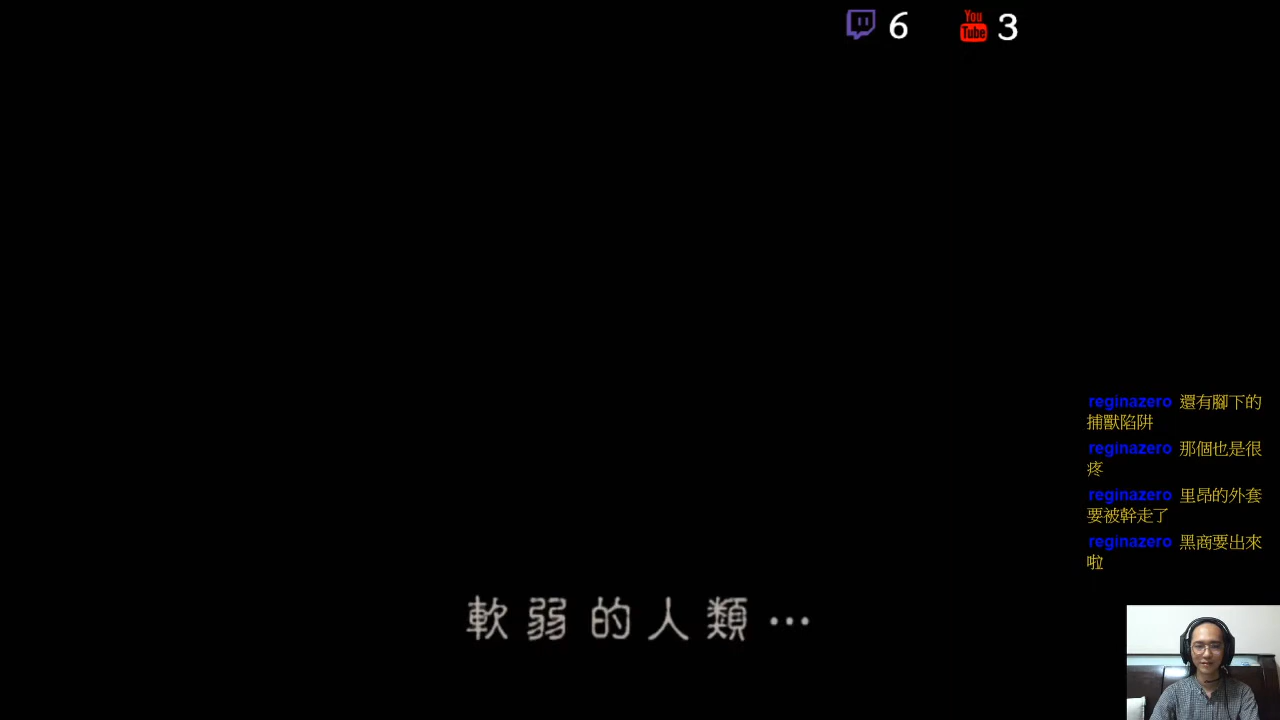 6
You
Tube
3
reginazero 還有腳下的
捕獸陷阱
reginazero 那個也是很
疼
reginazero 里昂的外套
要被幹走了
reginazero 黑商要出來
啦
軟弱的人類…